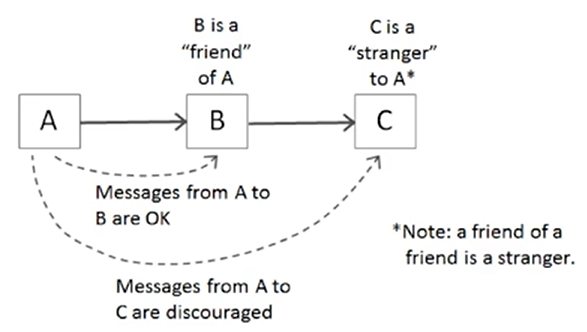 B is a
"friend"
of A
C is a
"stranger"
to A*
A
B
C
Messages from A to
B are OK
*Note: a friend of a
friend is a stranger.
Messages from A to
C are discouraged